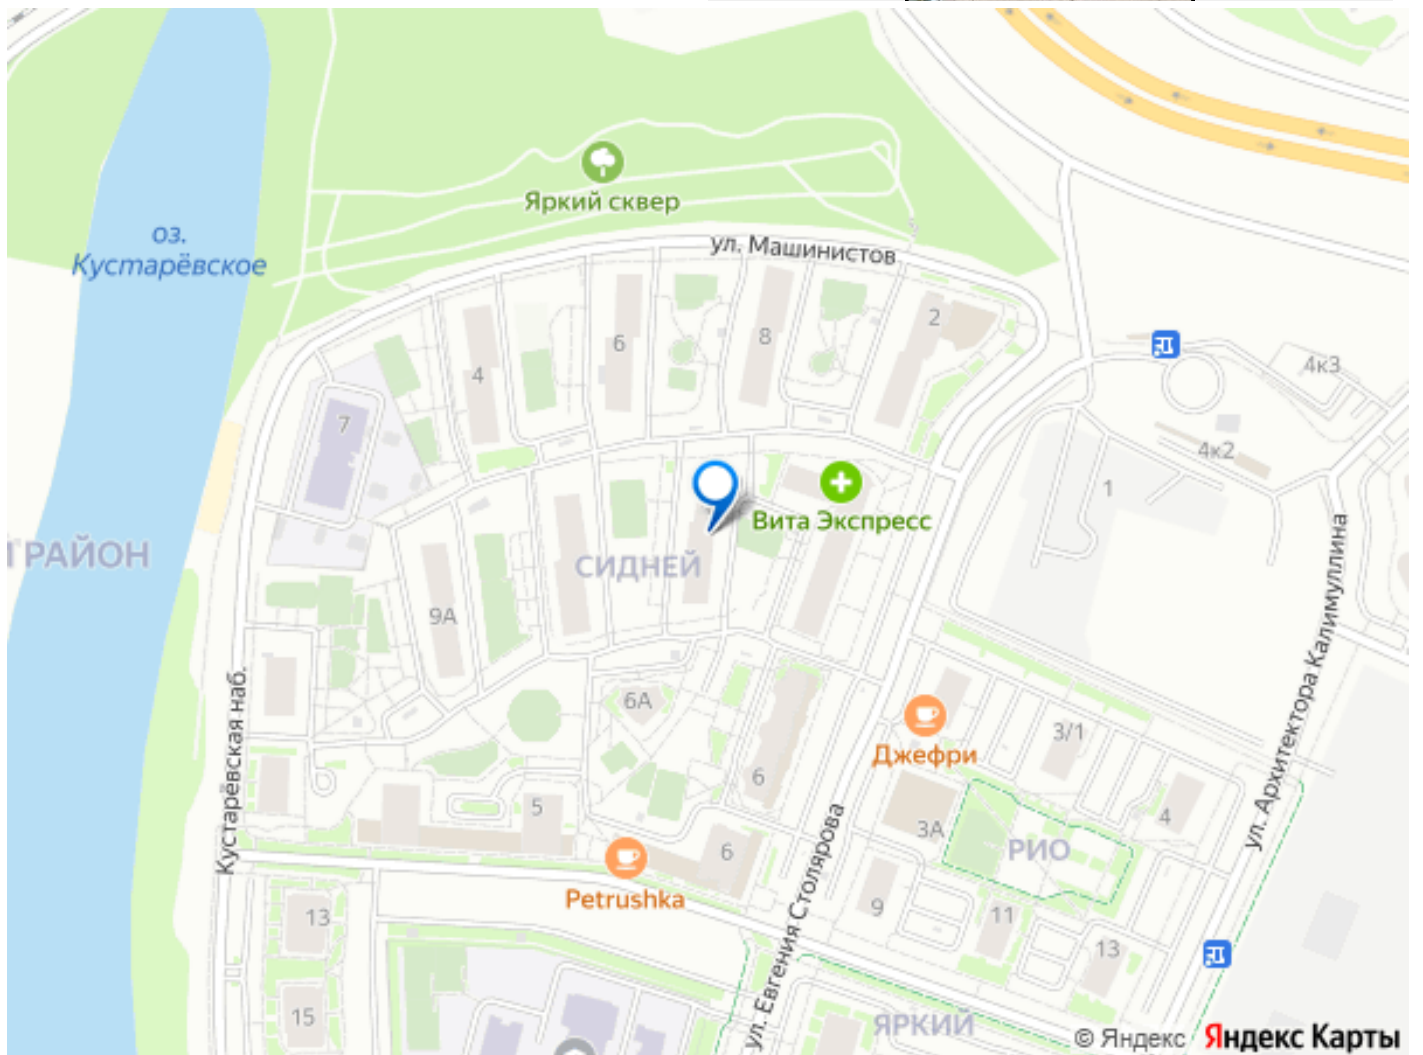 Яркий сквер
оз.
Кустарёвское
ул. Машинистов
2
6
8
4
4к3
7
4к2
1
Вита Экспресс
РАЙОН
СИДНЕЙ
9А
ул. Архитектора Калимуллина
Кустарёвская наб.
6А
3/1
Джефри
6
5
4
3А
РИО
6
Petrushka
ул. Евгения Столярова
9
11
13
13
15
ЯРКИЙ
© Яндекс Яндекс Карты